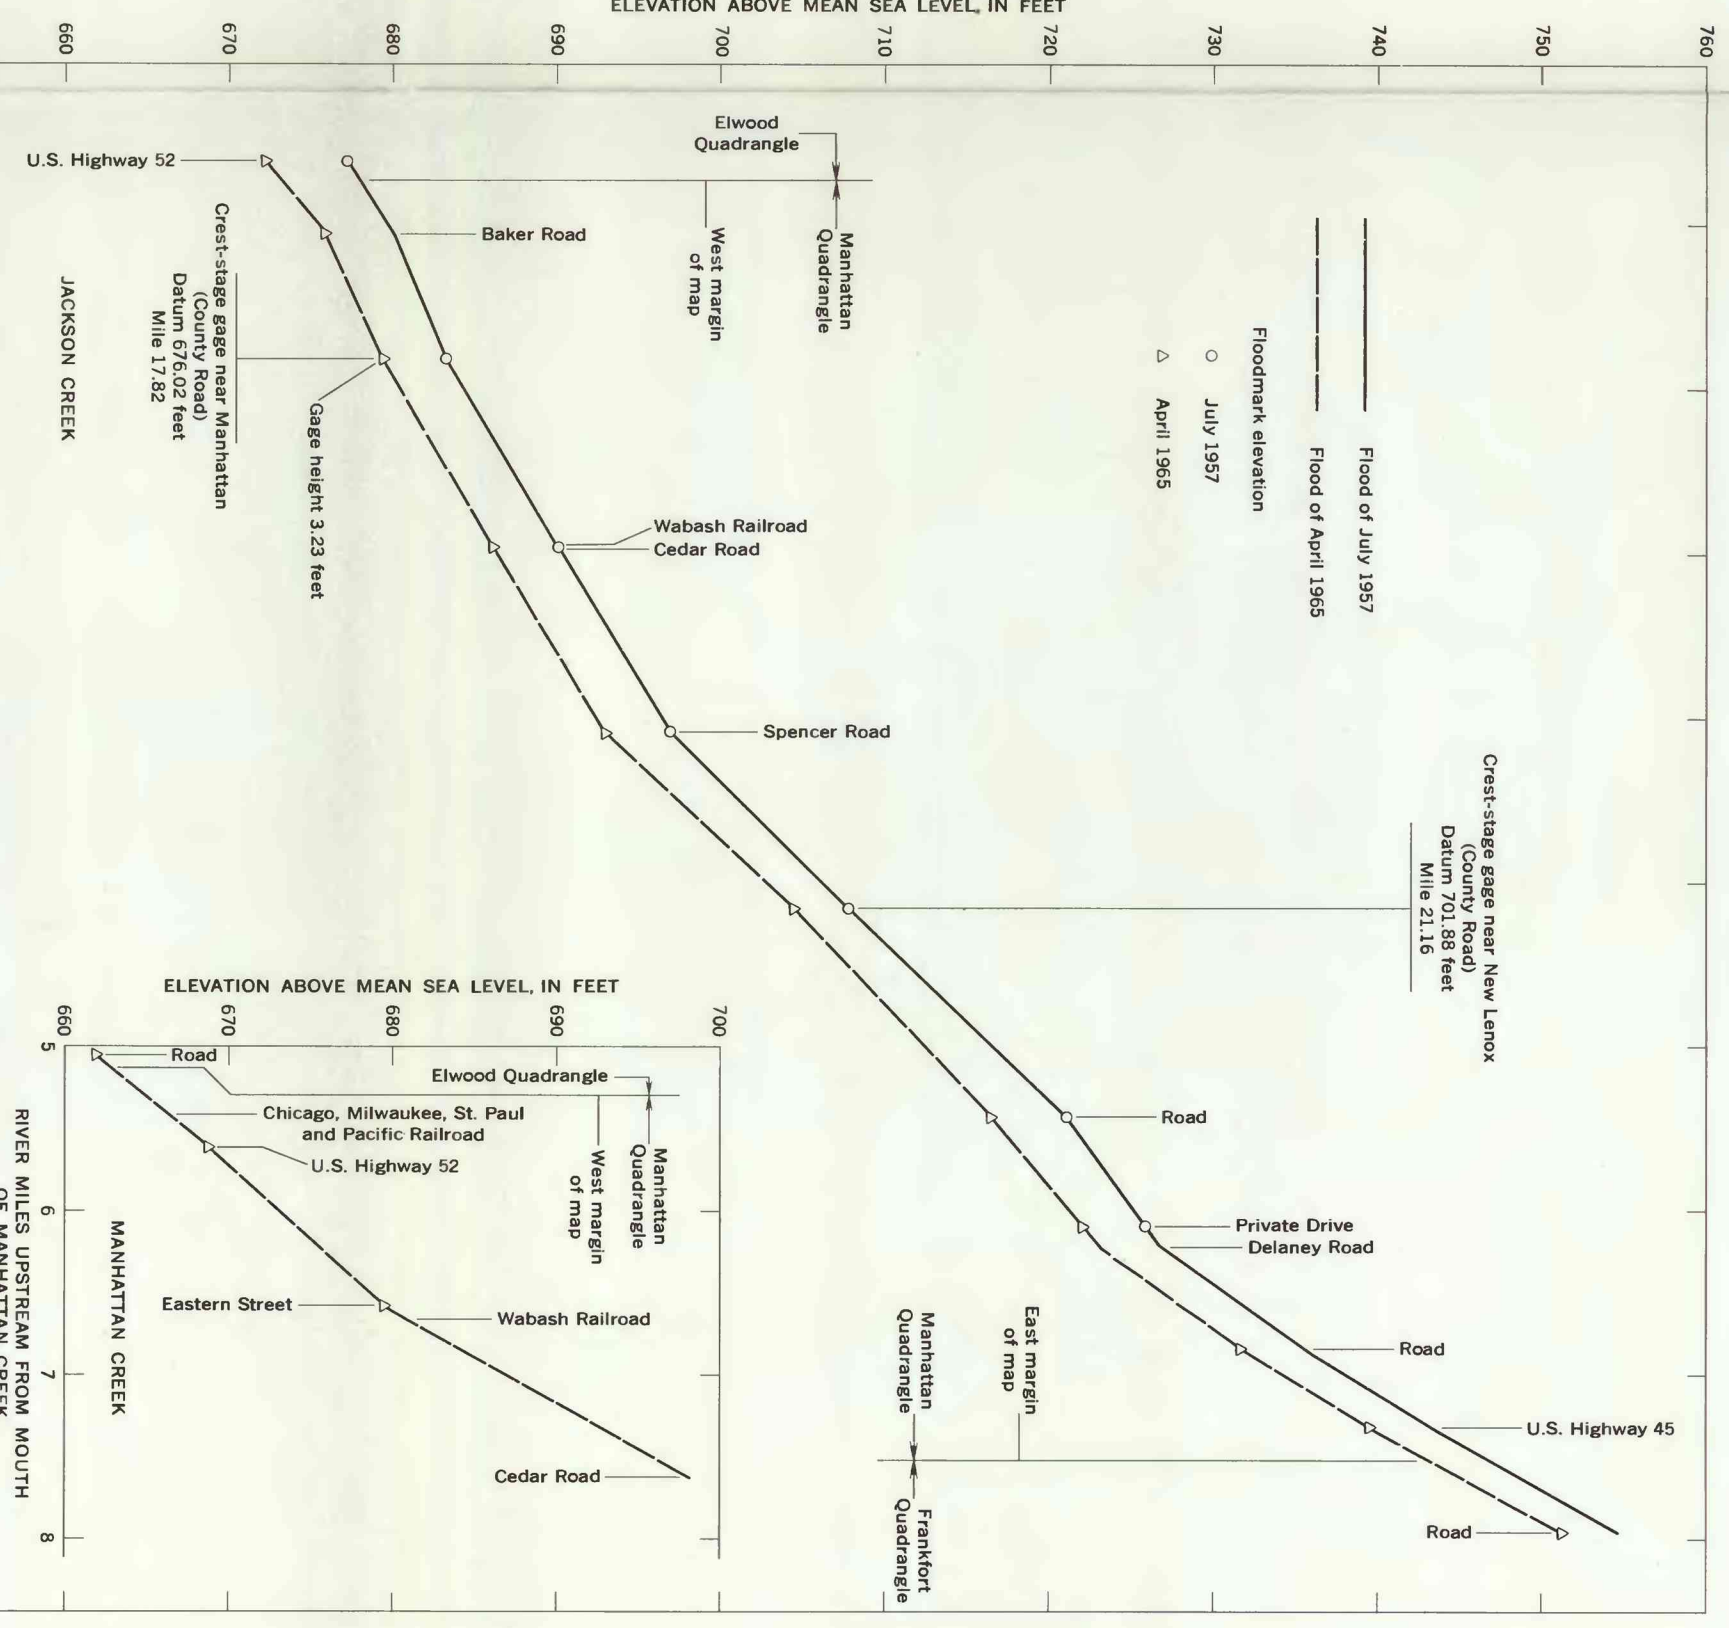 ELEVATION ABOVE MEAN SEA LEVEL, IN FEET
660
670
680
690
700
710
720
730
740
750
760
Elwood
Quadrangle
U.S. Highway 52
Baker Road
West margin
of map
Manhattan
Quadrangle
Crest-stage gage near Manhattan
(County Road)
Datum 676.02 feet
Mile 17.82
JACKSON CREEK
Gage height 3.23 feet
Flood of July 1957
Flood of April 1965
Floodmark elevation
July 1957
April 1965
Wabash Railroad
Cedar Road
Spencer Road
Crest-stage gage near New Lenox
(County Road)
Datum 701.88 feet
Mile 21.16
Road
Private Drive
Delaney Road
Road
U.S. Highway 45
Road
East margin
of map
Manhattan
Quadrangle
Frankfort
Quadrangle
ELEVATION ABOVE MEAN SEA LEVEL, IN FEET
660
670
680
690
700
5
6
7
8
Road
Elwood Quadrangle
Chicago, Milwaukee, St. Paul
and Pacific Railroad
U.S. Highway 52
Manhattan
Quadrangle
West margin
of map
MANHATTAN CREEK
Eastern Street
Wabash Railroad
Cedar Road
RIVER MILES UPSTREAM FROM MOUTH
OF MANHATTAN CREEK